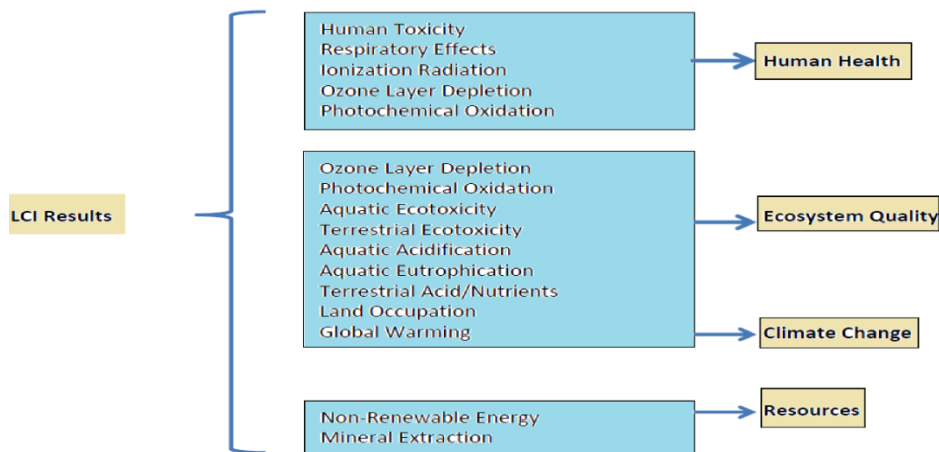 LCI Results
Human Toxicity
Respiratory Effects
Ionization Radiation
Ozone Layer Depletion
Photochemical Oxidation
Human Health
Ozone Layer Depletion
Photochemical Oxidation
Aquatic Ecotoxicity
Terrestrial Ecotoxicity
Aquatic Acidification
Aquatic Eutrophication
Terrestrial Acid/Nutrients
Land Occupation
Global Warming
Ecosystem Quality
Climate Change
Non-Renewable Energy
Mineral Extraction
Resources